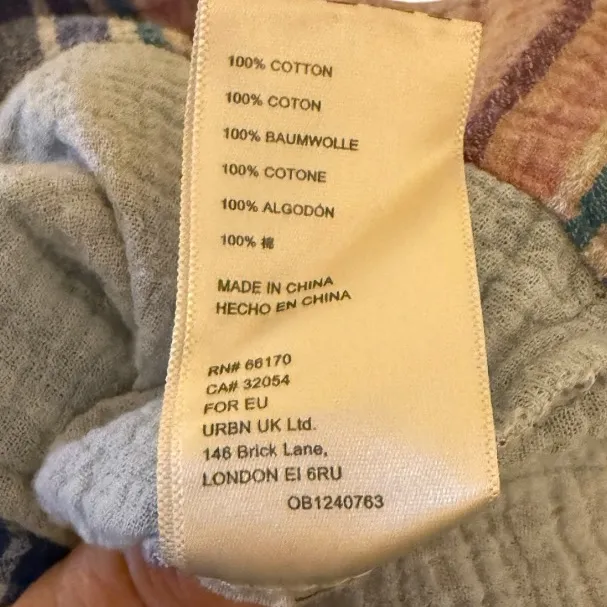 100% COTTON
100% COTON
100% BAUMWOLLE
100% COTONE
100% ALGODÓN
100% 棉
MADE IN CHINA
HECHO EN CHINA
RN# 66170
CA# 32054
FOR EU
URBN UK Ltd.
146 Brick Lane,
LONDON EI 6RU
OB1240763